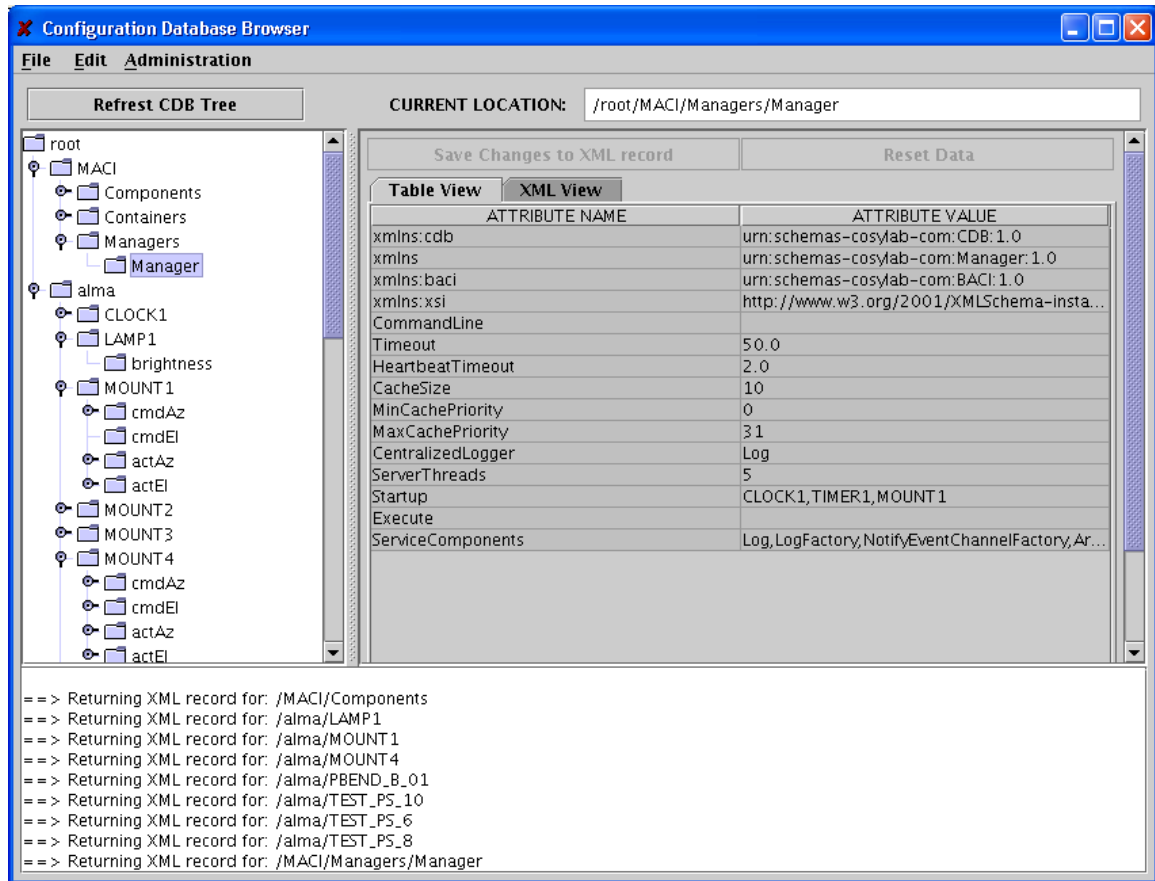 Configuration Database Browser
File Edit Administration
Refrest CDB Tree
CURRENT LOCATION: /root/MACI/Managers/Manager
root
MACI
Components
Containers
Managers
Manager
alma
CLOCK1
LAMP1
brightness
MOUNT1
cmdAz
cmdEl
actAz
actEl
MOUNT2
MOUNT3
MOUNT4
cmdAz
cmdEl
actAz
actEl
Save Changes to XML record Reset Data
Table View XML View
ATTRIBUTE NAME ATTRIBUTE VALUE
xmlns:cdb urn:schemas-cosylab-com:CDB:1.0
xmlns urn:schemas-cosylab-com:Manager:1.0
xmlns:baci urn:schemas-cosylab-com:BACI:1.0
xmlns:xsi http://www.w3.org/2001/XMLSchema-insta...
CommandLine
Timeout 50.0
HeartbeatTimeout 2.0
CacheSize 10
MinCachePriority 0
MaxCachePriority 31
CentralizedLogger Log
ServerThreads 5
Startup CLOCK1,TIMER1,MOUNT1
Execute
ServiceComponents Log,LogFactory,NotifyEventChannelFactory,Ar...
==> Returning XML record for: /MACI/Components
==> Returning XML record for: /alma/LAMP1
==> Returning XML record for: /alma/MOUNT1
==> Returning XML record for: /alma/MOUNT4
==> Returning XML record for: /alma/PBEND_B_01
==> Returning XML record for: /alma/TEST_PS_10
==> Returning XML record for: /alma/TEST_PS_6
==> Returning XML record for: /alma/TEST_PS_8
==> Returning XML record for: /MACI/Managers/Manager